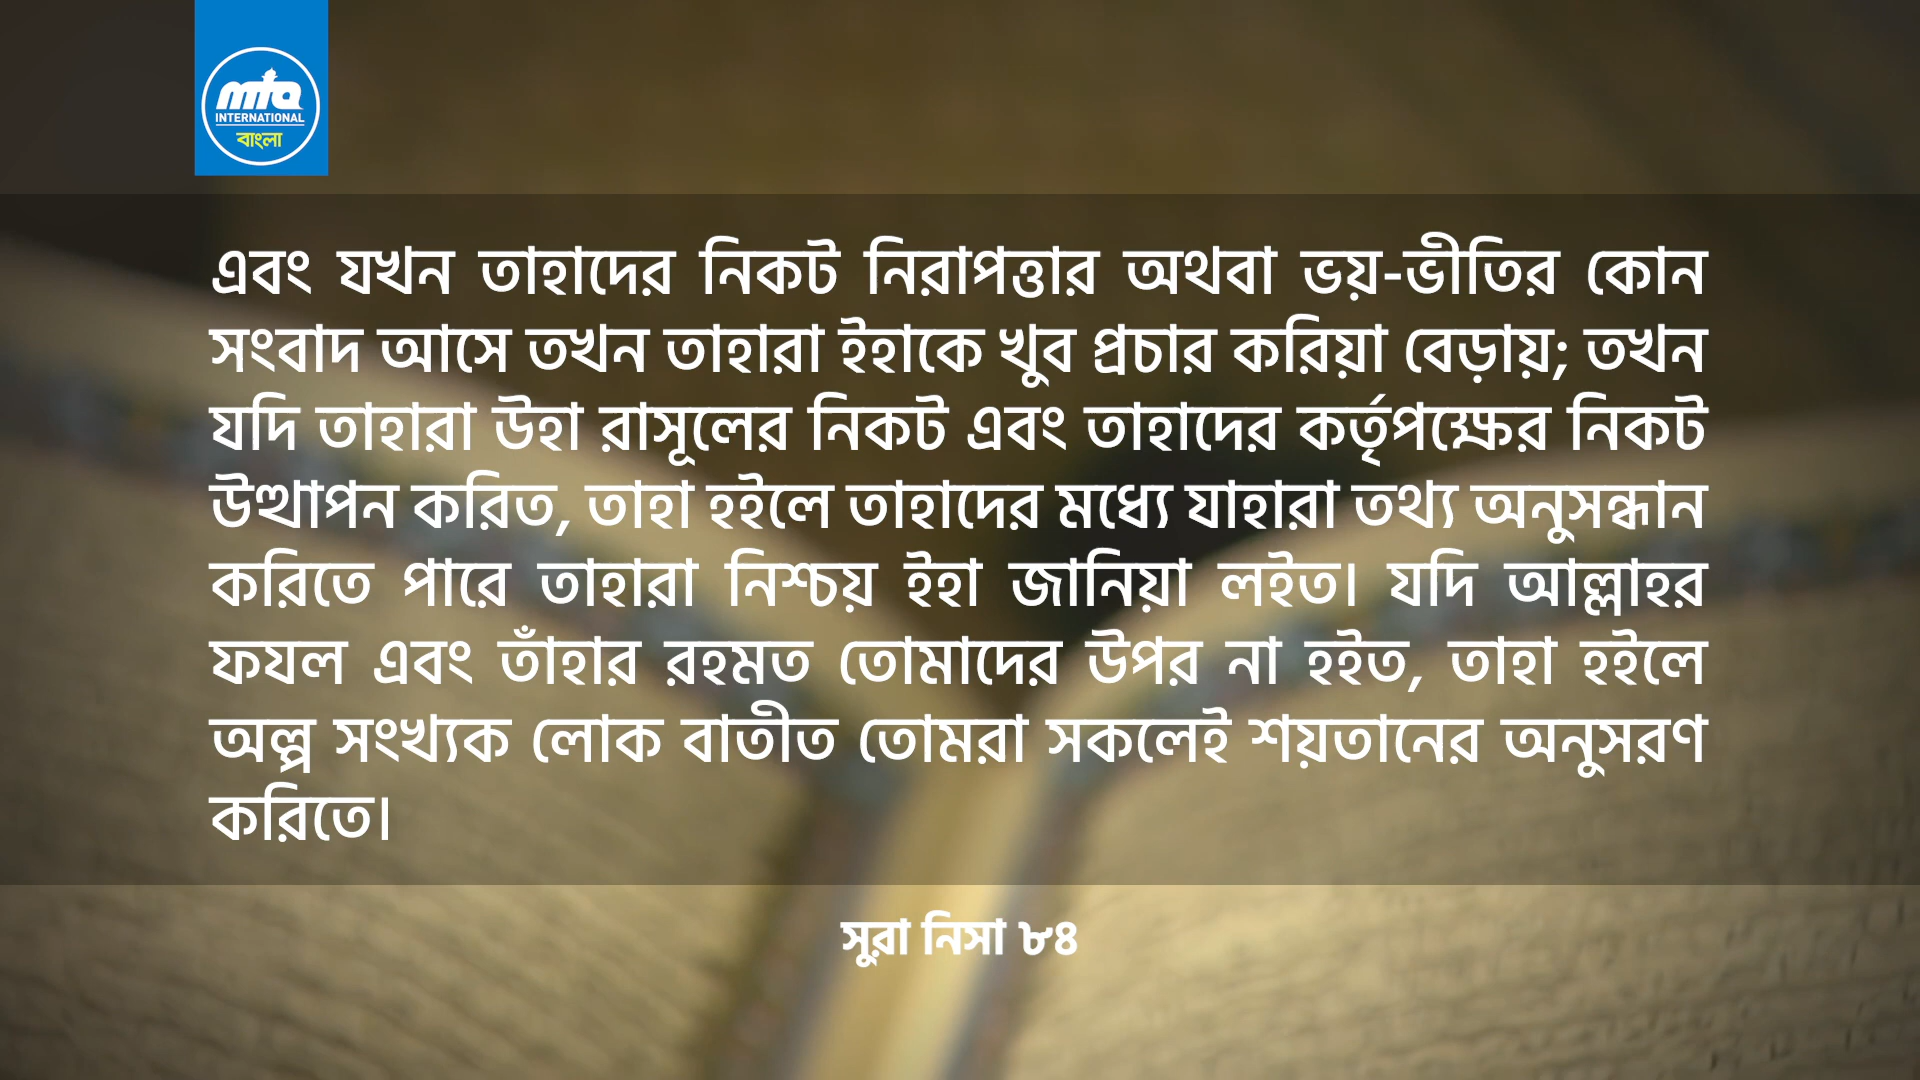 mta
INTERNATIONAL
বাংলা
এবং যখন তাহাদের নিকট নিরাপত্তার অথবা ভয়-ভীতির কোন
সংবাদ আসে তখন তাহারা ইহাকে খুব প্রচার করিয়া বেড়ায়; তখন
যদি তাহারা উহা রাসূলের নিকট এবং তাহাদের কর্তৃপক্ষের নিকট
উত্থাপন করিত, তাহা হইলে তাহাদের মধ্যে যাহারা তথ্য অনুসন্ধান
করিতে পারে তাহারা নিশ্চয় ইহা জানিয়া লইত। যদি আল্লাহর
ফযল এবং তাঁহার রহমত তোমাদের উপর না হইত, তাহা হইলে
অল্প সংখ্যক লোক বাতীত তোমরা সকলেই শয়তানের অনুসরণ
করিতে।
সুরা নিসা ৮৪